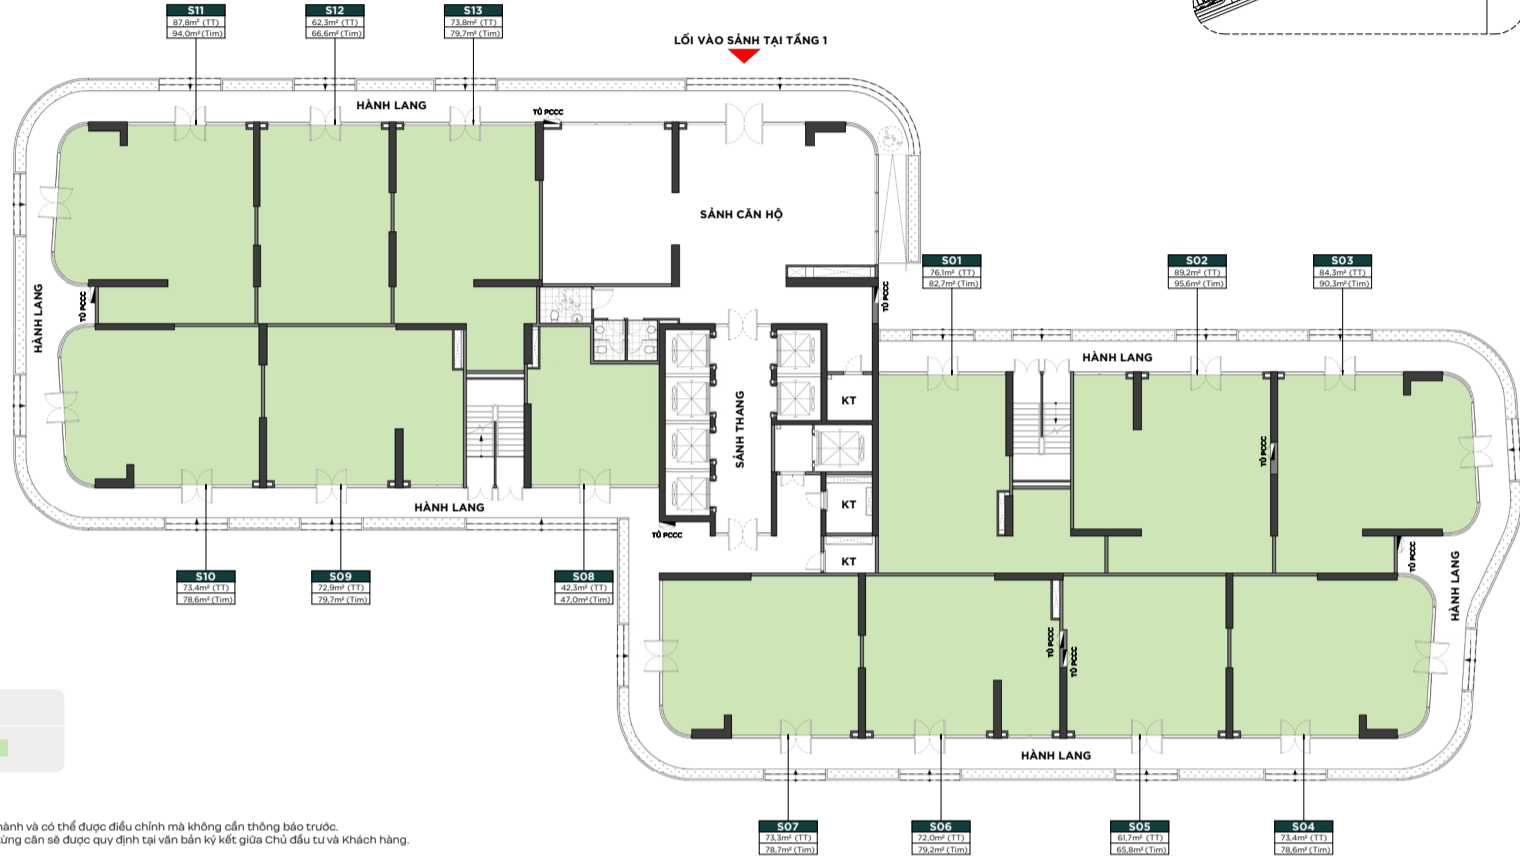 S11
87,8m² (TT)
94,0m² (Tim)
S12
62,3m² (TT)
66,6m² (Tim)
S13
73,8m² (TT)
79,7m² (Tim)
LỐI VÀO SẢNH TẠI TẦNG 1
HÀNH LANG
TỦ PCCC
SẢNH CĂN HỘ
S01
76,1m² (TT)
82,7m² (Tim)
S02
89,2m² (TT)
95,6m² (Tim)
S03
84,3m² (TT)
90,3m² (Tim)
HÀNH LANG
TỦ PCCC
TỦ PCCC
HÀNH LANG
KT
SẢNH THANG
TỦ PCCC
HÀNH LANG
KT
TỦ PCCC
KT
TỦ PCCC
HÀNH LANG
S10
73,4m² (TT)
78,6m² (Tim)
S09
72,9m² (TT)
79,7m² (Tim)
S08
42,3m² (TT)
47,0m² (Tim)
TỦ PCCC
TỦ PCCC
HÀNH LANG
S07
73,3m² (TT)
78,7m² (Tim)
S06
72,0m² (TT)
79,2m² (Tim)
S05
61,7m² (TT)
65,8m² (Tim)
S04
73,4m² (TT)
78,6m² (Tim)
hành và có thể được điều chỉnh mà không cần thông báo trước.
từng căn sẽ được quy định tại văn bản ký kết giữa Chủ đầu tư và Khách hàng.